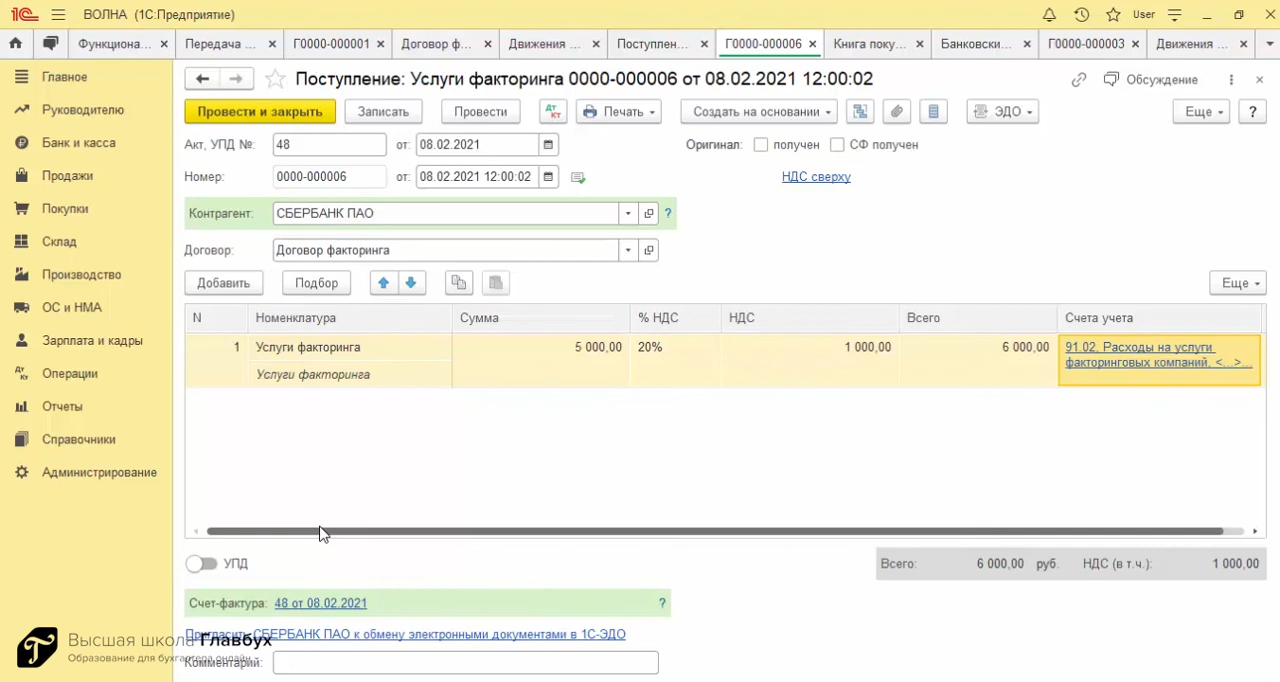 ВОЛНА (1С:Предприятие)
User
Функциона...
Передача ...
Г0000-000001
Договор ф...
Движения ...
Поступлен...
Г0000-000006
Книга поку...
Банковски...
Г0000-000003
Движения ...
Главное
Руководителю
Банк и касса
Продажи
Покупки
Склад
Производство
ОС и НМА
Зарплата и кадры
Операции
Отчеты
Справочники
Администрирование
Поступление: Услуги факторинга 0000-000006 от 08.02.2021 12:00:02
Обсуждение
Провести и закрыть
Записать
Провести
Дт Кт
Печать
Создать на основании
ЭДО
Еще
?
Акт, УПД №: 48 от: 08.02.2021
Оригинал: получен СФ получен
Номер: 0000-000006 от: 08.02.2021 12:00:02
НДС сверху
Контрагент: СБЕРБАНК ПАО ?
Договор: Договор факторинга
Добавить Подбор Еще
N Номенклатура Сумма % НДС НДС Всего Счета учета
1 Услуги факторинга 5 000,00 20% 1 000,00 6 000,00 91.02, Расходы на услуги
Услуги факторинга факторинговых компаний, <...>...
УПД
Всего: 6 000,00 руб. НДС (в т.ч.): 1 000,00
Счет-фактура: 48 от 08.02.2021 ?
Пригласить СБЕРБАНК ПАО к обмену электронными документами в 1С-ЭДО
Высшая школа Главбух
Образование для бухгалтера онлайн
Комментарий: